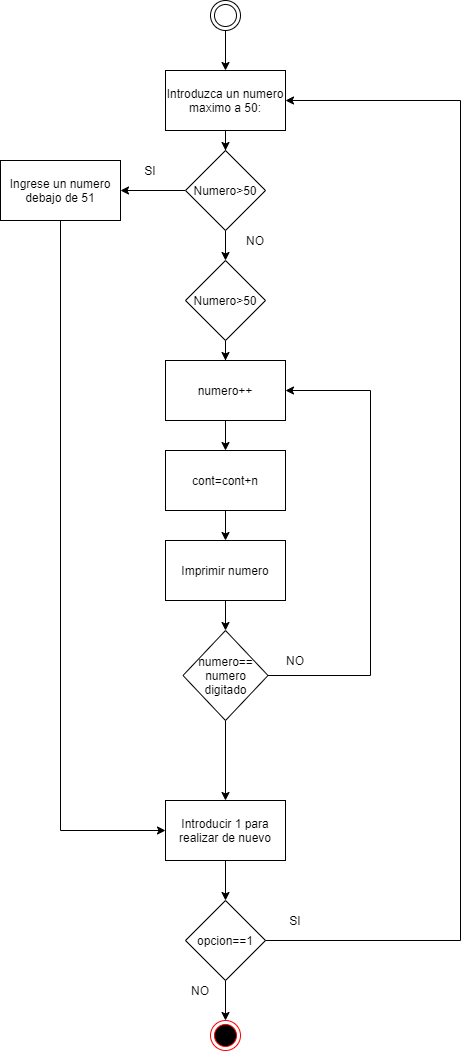 Introduzca un numero
maximo a 50:
SI
Ingrese un numero
debajo de 51
Numero>50
NO
Numero>50
numero++
cont=cont+n
Imprimir numero
numero==
numero
digitado
NO
Introducir 1 para
realizar de nuevo
SI
opcion==1
NO